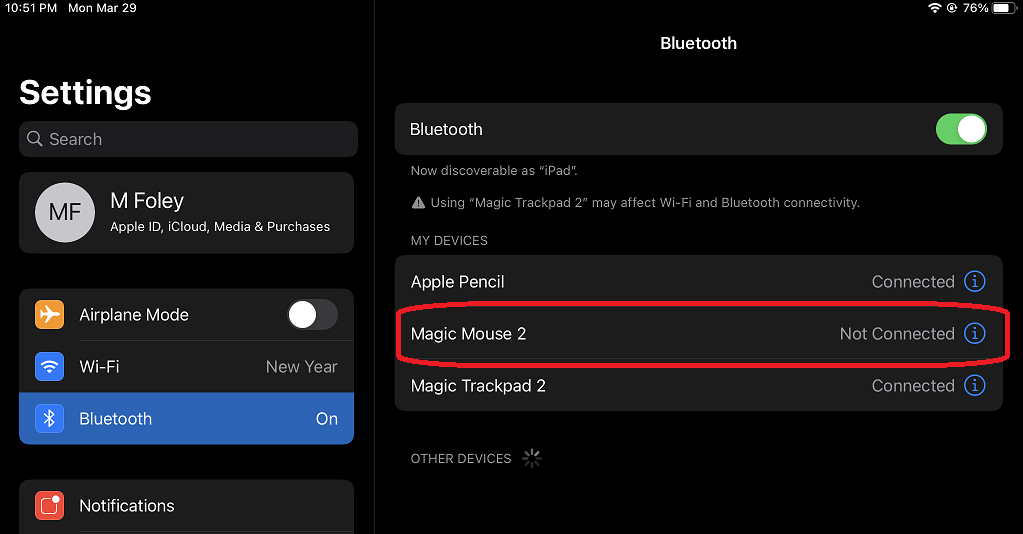 10:51 PM Mon Mar 29
76%
Settings
Search
MF
M Foley
Apple ID, iCloud, Media & Purchases
Airplane Mode
Wi-Fi New Year
Bluetooth On
Notifications
Bluetooth
Bluetooth
Now discoverable as “iPad”.
Using “Magic Trackpad 2” may affect Wi-Fi and Bluetooth connectivity.
MY DEVICES
Apple Pencil Connected
Magic Mouse 2 Not Connected
Magic Trackpad 2 Connected
OTHER DEVICES